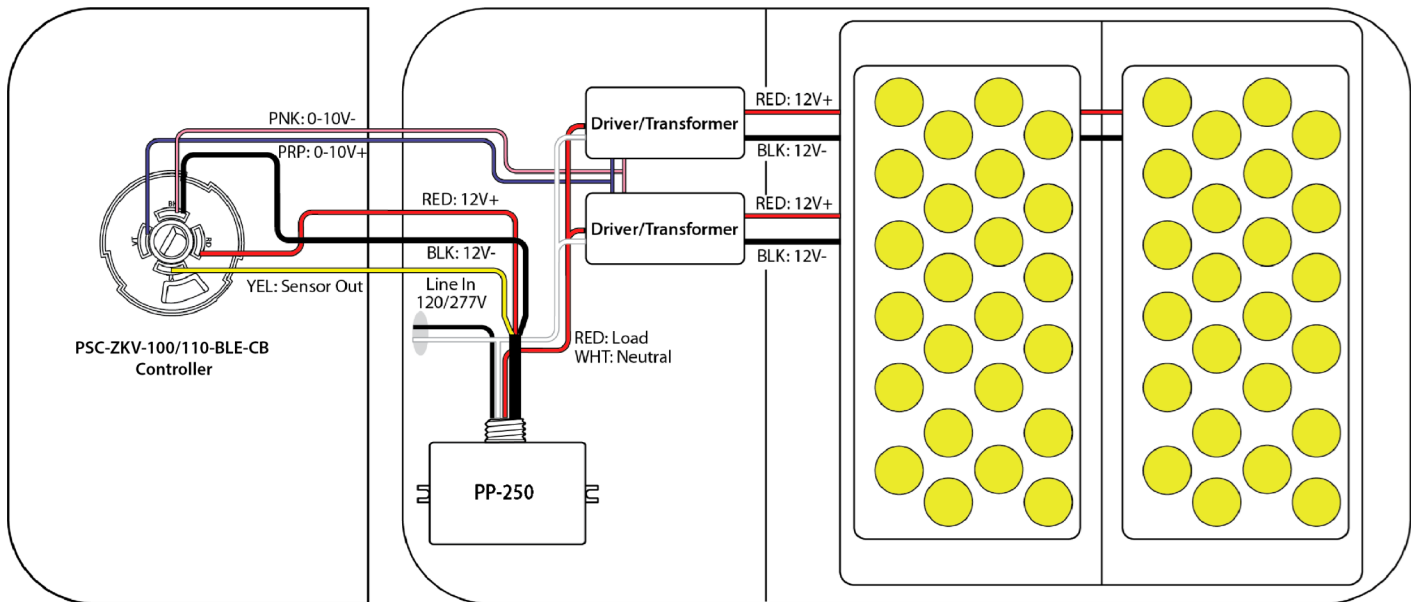 PNK: 0-10V-
PRP: 0-10V+
RED: 12V+
BLK: 12V-
YEL: Sensor Out
Line In
120/277V
BK
RD
PSC-ZKV-100/110-BLE-CB
Controller
Driver/Transformer
Driver/Transformer
RED: 12V+
BLK: 12V-
RED: 12V+
BLK: 12V-
RED: Load
WHT: Neutral
PP-250